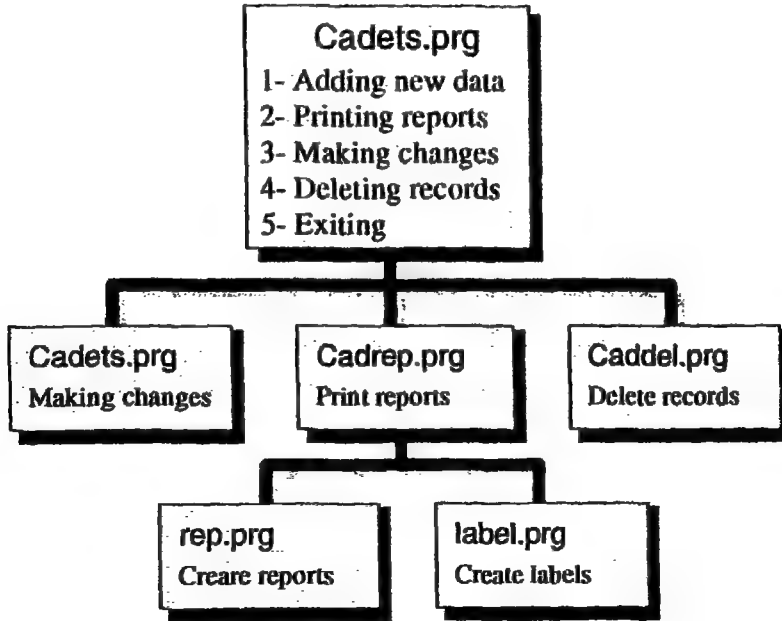 Cadets.prg
1- Adding new data
2- Printing reports
3- Making changes
4- Deleting records
5- Exiting
Cadets.prg
Making changes
Cadrep.prg
Print reports
Caddel.prg
Delete records
rep.prg
Creare reports
label.prg
Create labels